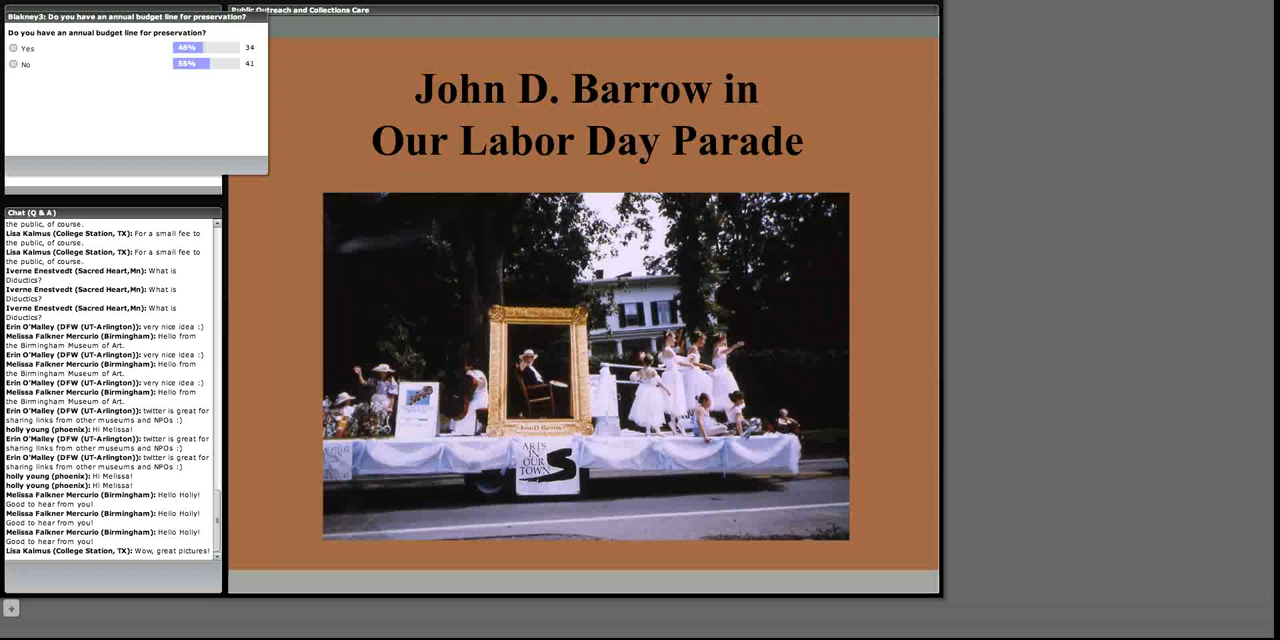 Public Outreach and Collections Care
Blakney3: Do you have an annual budget line for preservation?
Do you have an annual budget line for preservation?
Yes 45% 34
No 55% 41
John D. Barrow in
Our Labor Day Parade
John D. Barrow
ARTS
IN
OUR
TOWN
Chat (Q & A)
the public, of course.
Lisa Kalmus (College Station, TX): For a small fee to
the public, of course.
Lisa Kalmus (College Station, TX): For a small fee to
the public, of course.
Iverne Enestvedt (Sacred Heart,Mn): What is
Diductics?
Iverne Enestvedt (Sacred Heart,Mn): What is
Diductics?
Iverne Enestvedt (Sacred Heart,Mn): What is
Diductics?
Erin O'Malley (DFW (UT-Arlington)): very nice idea :)
Melissa Falkner Mercurio (Birmingham): Hello from
the Birmingham Museum of Art.
Erin O'Malley (DFW (UT-Arlington)): very nice idea :)
Melissa Falkner Mercurio (Birmingham): Hello from
the Birmingham Museum of Art.
Erin O'Malley (DFW (UT-Arlington)): very nice idea :)
Melissa Falkner Mercurio (Birmingham): Hello from
the Birmingham Museum of Art.
Erin O'Malley (DFW (UT-Arlington)): twitter is great for
sharing links from other museums and NPOs :)
holly young (phoenix): Hi Melissa!
Erin O'Malley (DFW (UT-Arlington)): twitter is great for
sharing links from other museums and NPOs :)
Erin O'Malley (DFW (UT-Arlington)): twitter is great for
sharing links from other museums and NPOs :)
holly young (phoenix): Hi Melissa!
holly young (phoenix): Hi Melissa!
Melissa Falkner Mercurio (Birmingham): Hello Holly!
Good to hear from you!
Melissa Falkner Mercurio (Birmingham): Hello Holly!
Good to hear from you!
Melissa Falkner Mercurio (Birmingham): Hello Holly!
Good to hear from you!
Lisa Kalmus (College Station, TX): Wow, great pictures!